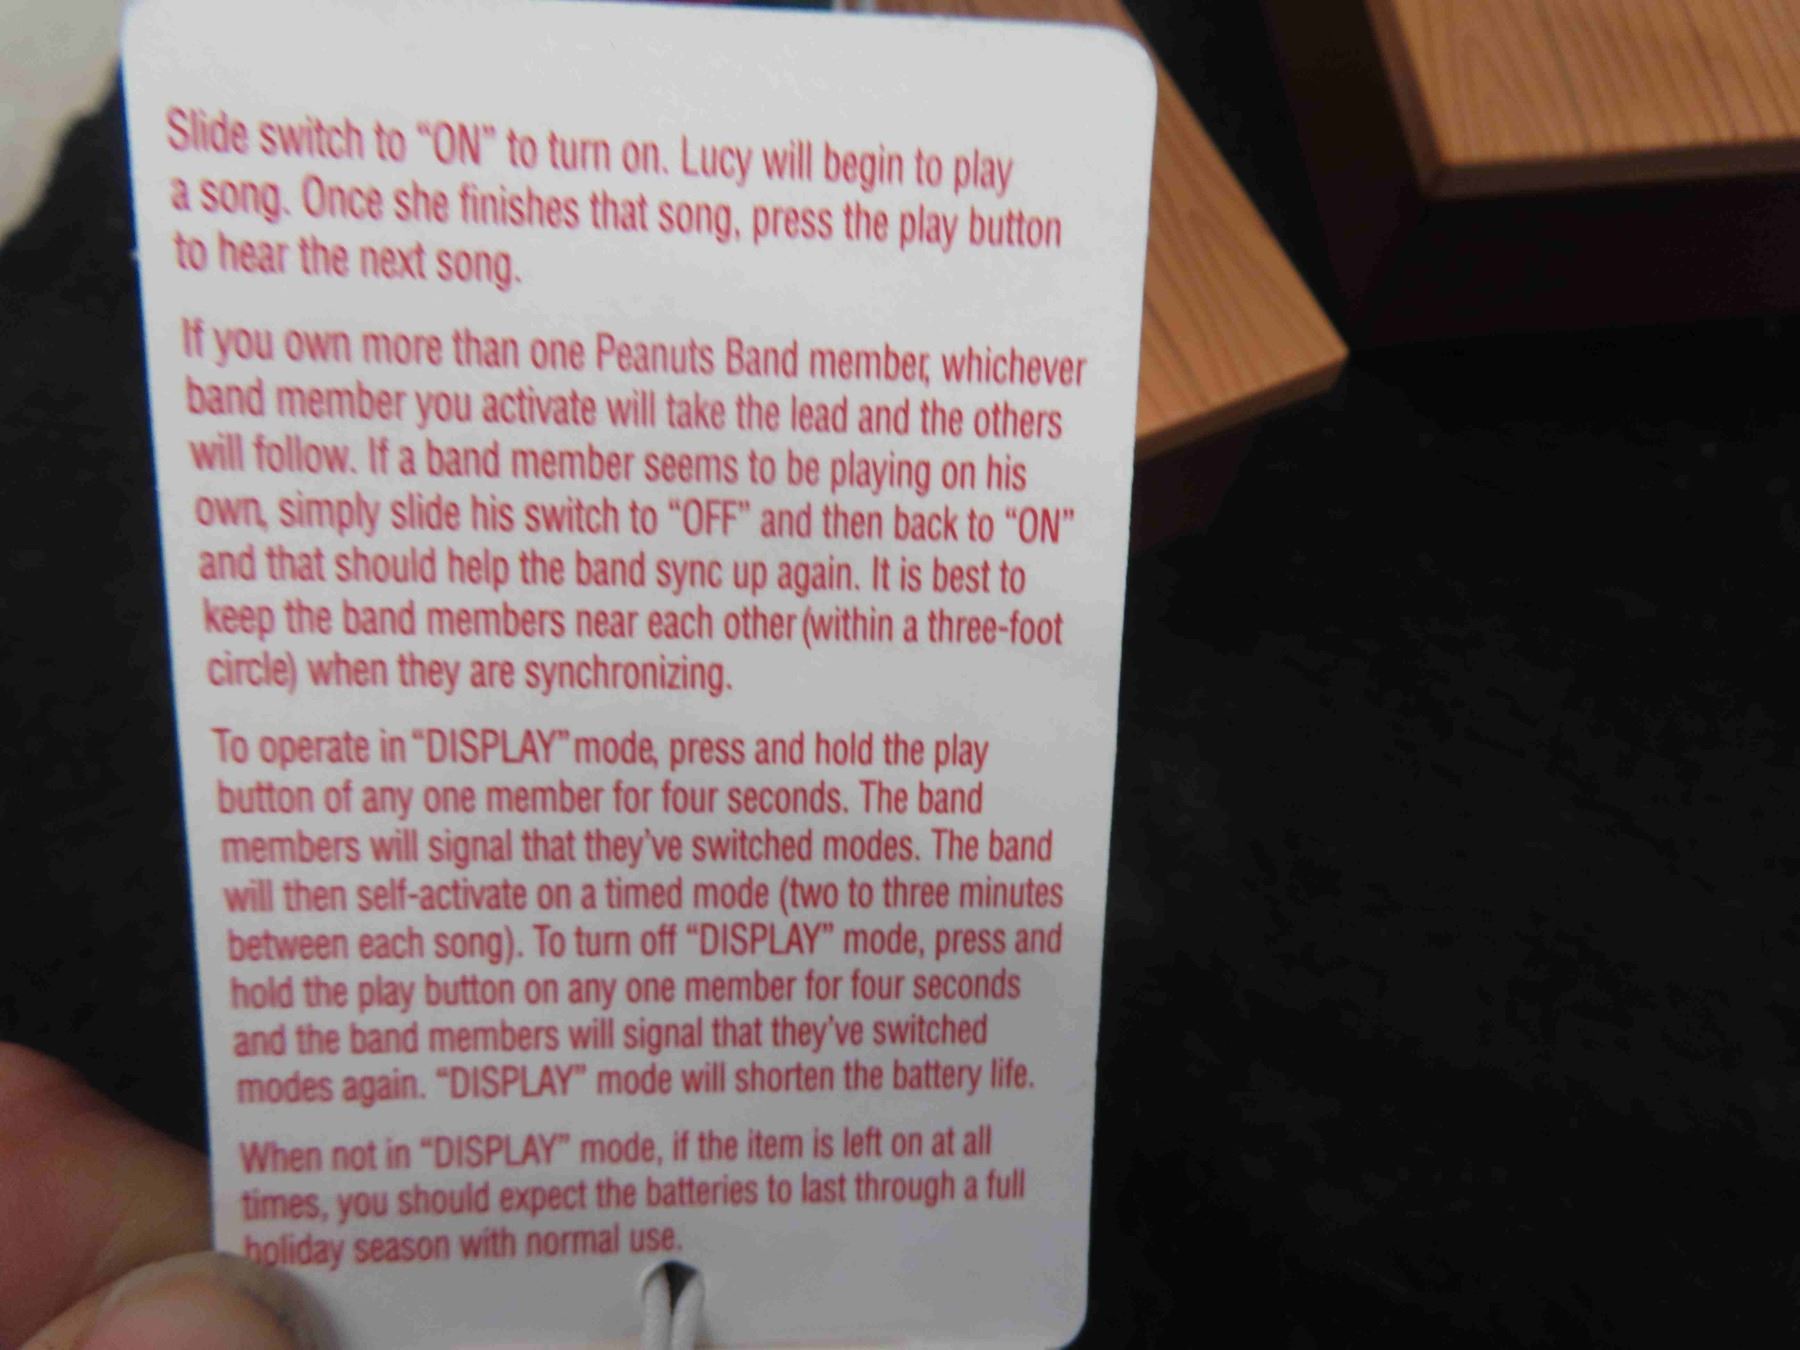 Slide switch to “ON” to turn on. Lucy will begin to play
a song. Once she finishes that song, press the play button
to hear the next song.
If you own more than one Peanuts Band member, whichever
band member you activate will take the lead and the others
will follow. If a band member seems to be playing on his
own, simply slide his switch to “OFF” and then back to “ON”
and that should help the band sync up again. It is best to
keep the band members near each other (within a three-foot
circle) when they are synchronizing.
To operate in “DISPLAY” mode, press and hold the play
button of any one member for four seconds. The band
members will signal that they’ve switched modes. The band
will then self-activate on a timed mode (two to three minutes
between each song). To turn off “DISPLAY” mode, press and
hold the play button on any one member for four seconds
and the band members will signal that they’ve switched
modes again. “DISPLAY” mode will shorten the battery life.
When not in “DISPLAY” mode, if the item is left on at all
times, you should expect the batteries to last through a full
holiday season with normal use.